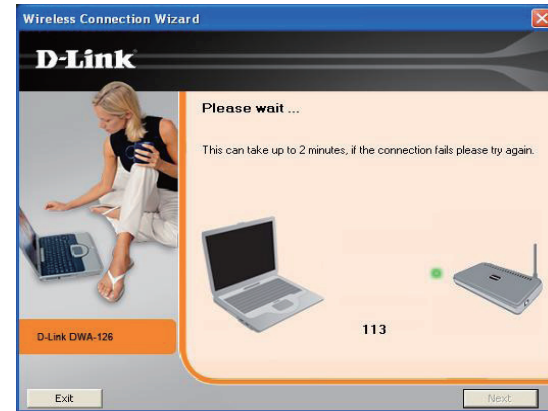 Wireless Connection Wizard
D-Link
Please wait ...
This can take up to 2 minutes, if the connection fails please try again.
113
D-Link DWA-126
Exit
Next